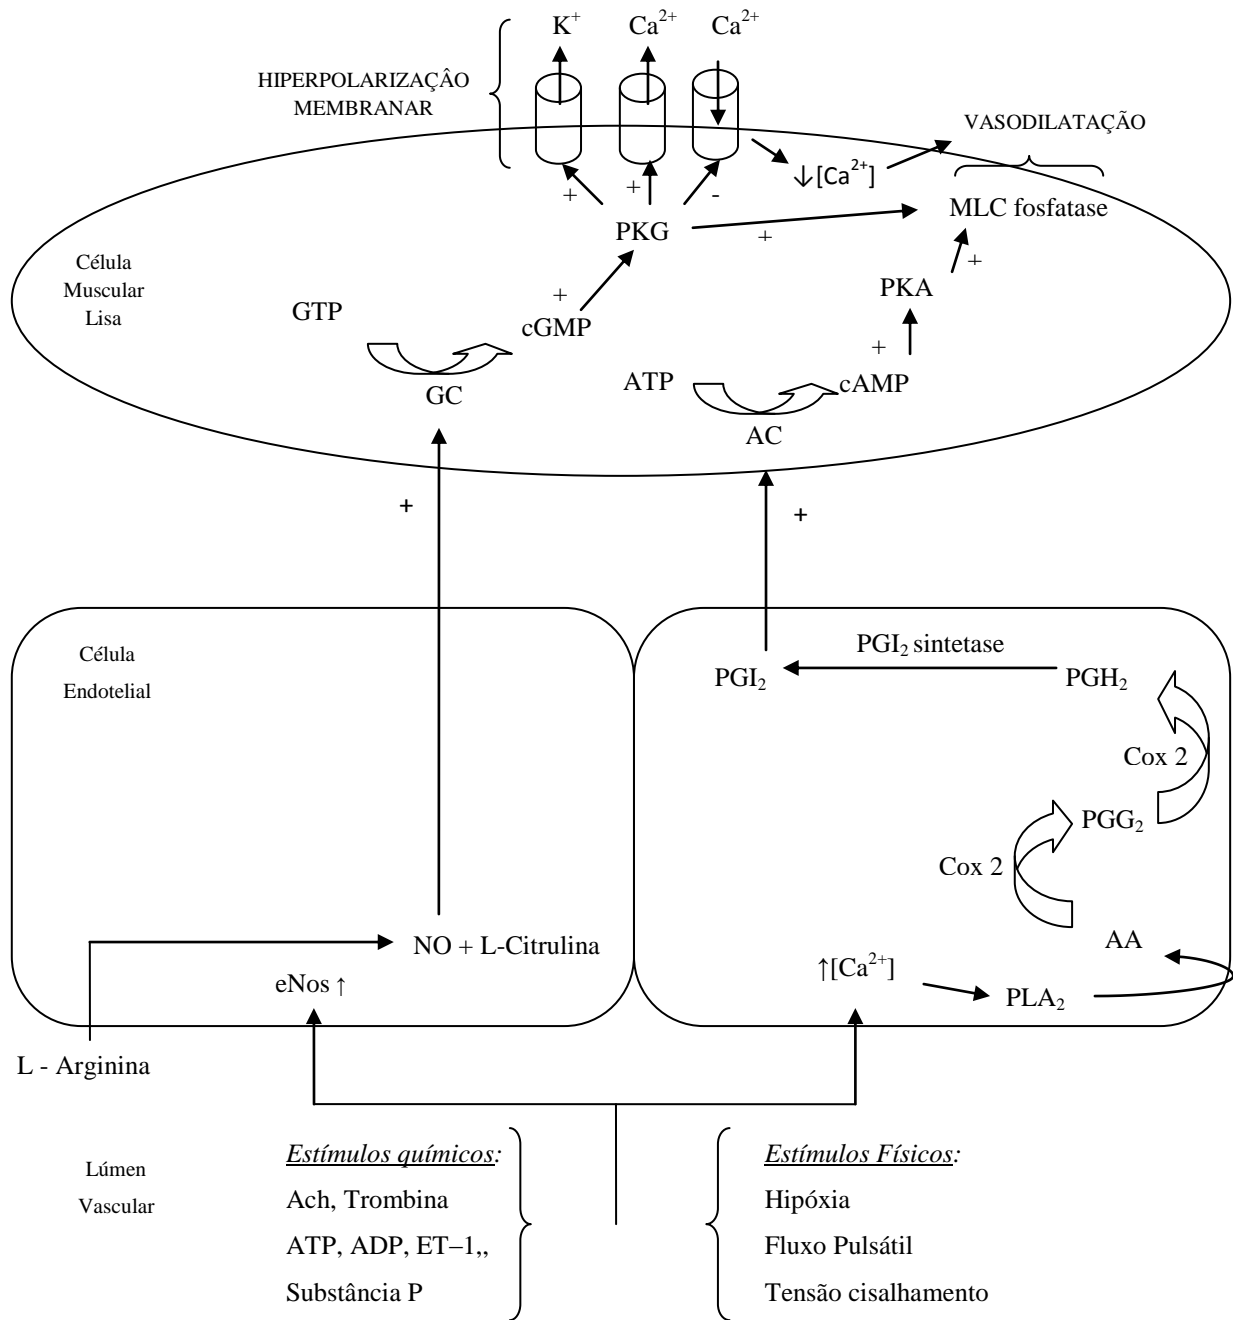 K⁺ Ca²⁺ Ca²⁺
HIPERPOLARIZAÇÂO
MEMBRANAR
VASODILATAÇÃO
↓[Ca²⁺]
+ + -
MLC fosfatase
PKG
+
+
Célula
Muscular
Lisa
PKA
GTP
+
cGMP
+
ATP
cAMP
GC
AC
+
+
Célula
Endotelial
PGI₂ sintetase
PGI₂
PGH₂
Cox 2
PGG₂
Cox 2
NO + L-Citrulina
AA
eNos ↑
↑[Ca²⁺]
PLA₂
L - Arginina
Lúmen
Vascular
Estímulos químicos:
Ach, Trombina
ATP, ADP, ET–1,,
Substância P
Estímulos Físicos:
Hipóxia
Fluxo Pulsátil
Tensão cisalhamento